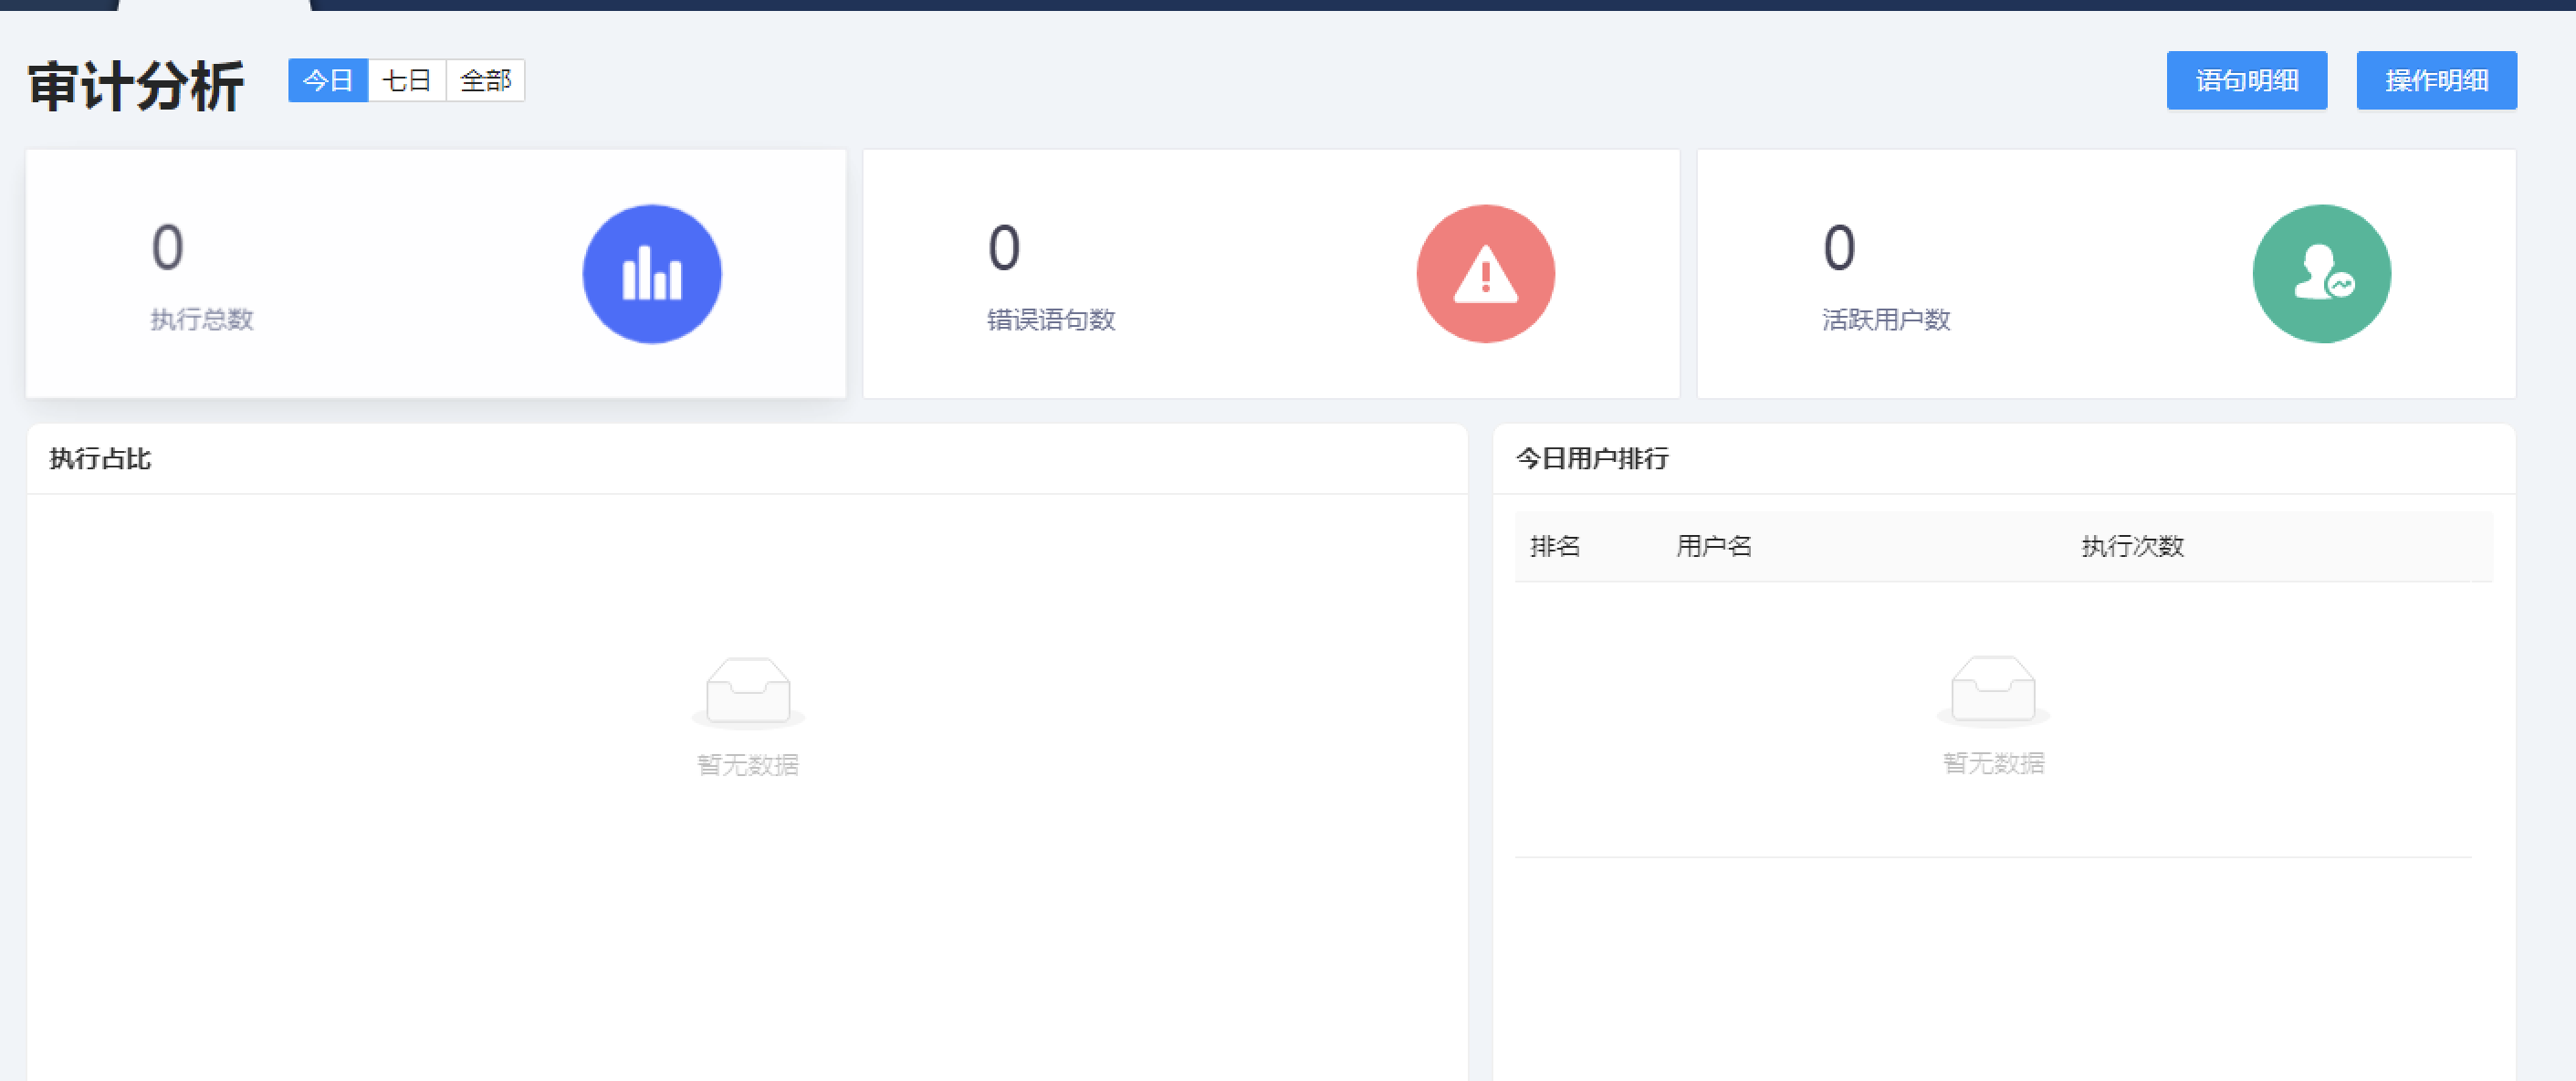 审计分析
今日 七日 全部
语句明细 操作明细
0
执行总数
0
错误语句数
0
活跃用户数
执行占比
暂无数据
今日用户排行
排名 用户名 执行次数
暂无数据